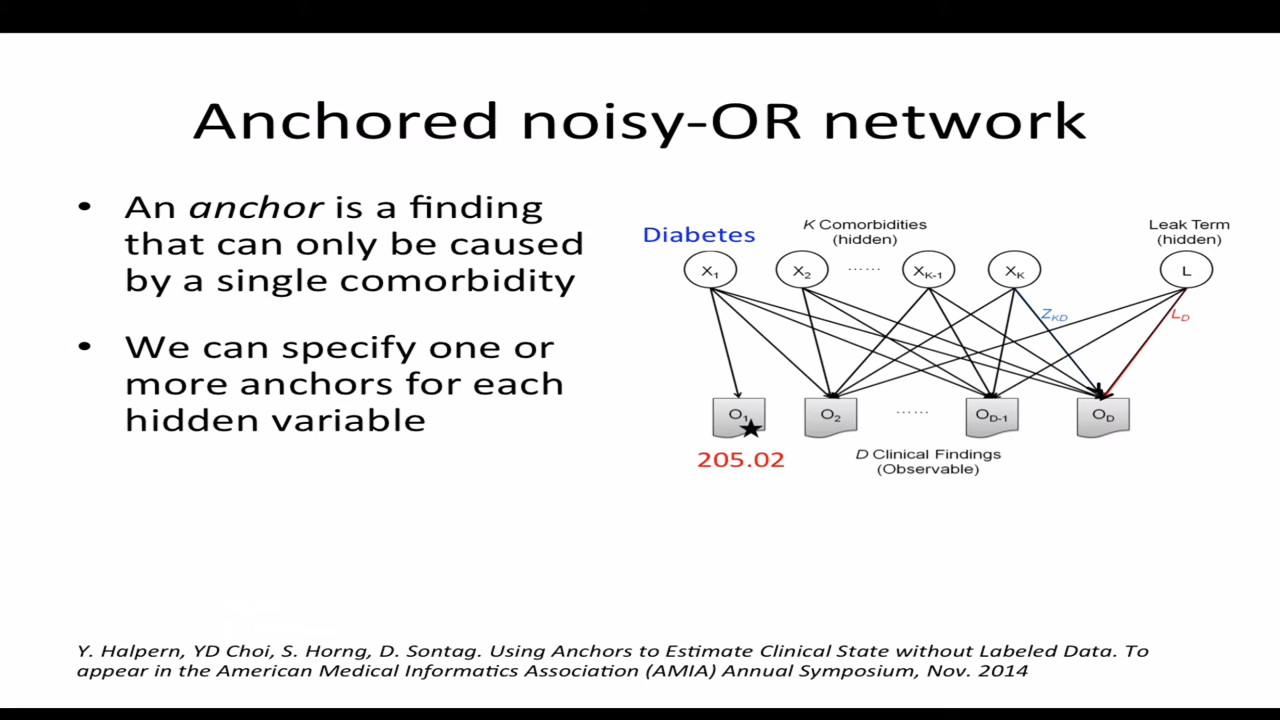 Anchored noisy-OR network
• An anchor is a finding
that can only be caused
by a single comorbidity
• We can specify one or
more anchors for each
hidden variable
Diabetes
K Comorbidities
(hidden)
Leak Term
(hidden)
X1
X2
......
XK-1
XK
L
ZKD
LD
O1
O2
......
OD-1
OD
205.02
D Clinical Findings
(Observable)
Y. Halpern, YD Choi, S. Horng, D. Sontag. Using Anchors to Estimate Clinical State without Labeled Data. To
appear in the American Medical Informatics Association (AMIA) Annual Symposium, Nov. 2014